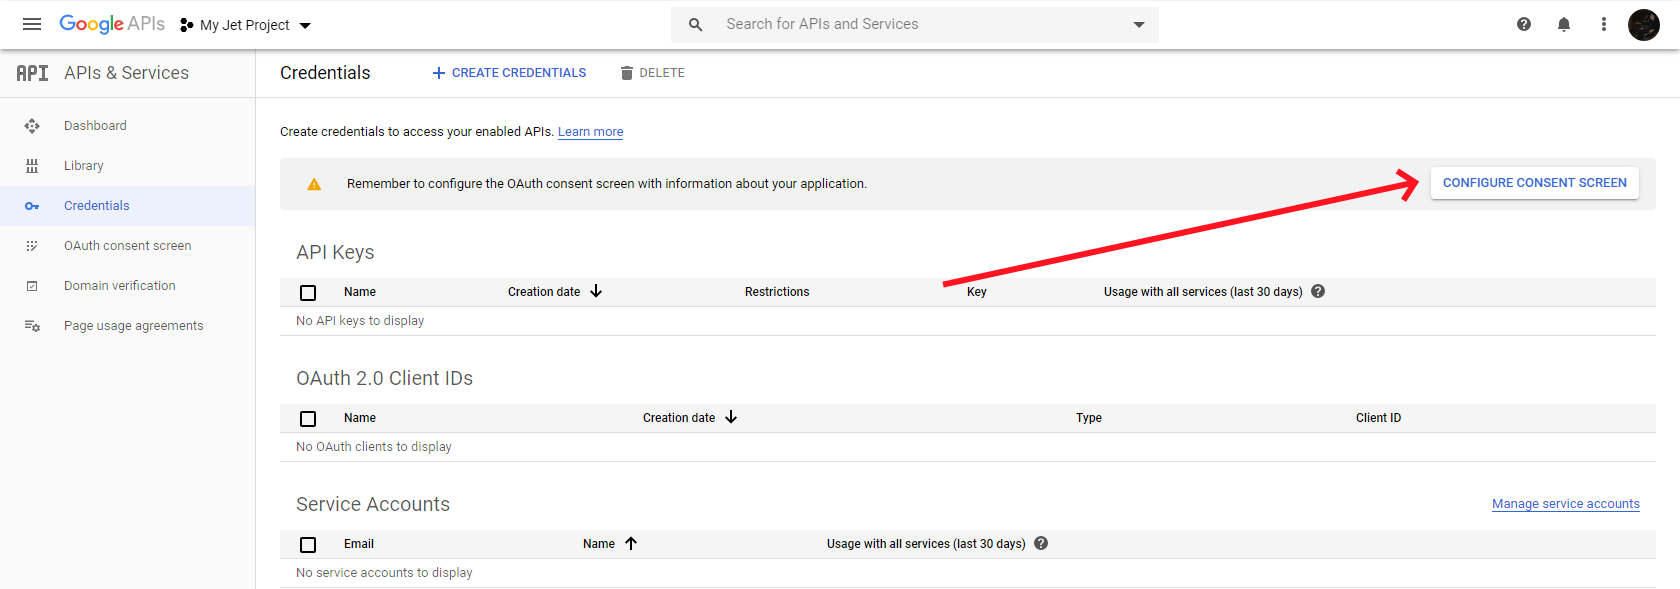 Google APIs My Jet Project Search for APIs and Services
API APIs & Services Credentials CREATE CREDENTIALS DELETE
Dashboard
Library
Credentials
OAuth consent screen
Domain verification
Page usage agreements
Create credentials to access your enabled APIs. Learn more
Remember to configure the OAuth consent screen with information about your application. CONFIGURE CONSENT SCREEN
API Keys
Name Creation date Restrictions Key Usage with all services (last 30 days)
No API keys to display
OAuth 2.0 Client IDs
Name Creation date Type Client ID
No OAuth clients to display
Service Accounts Manage service accounts
Email Name Usage with all services (last 30 days)
No service accounts to display